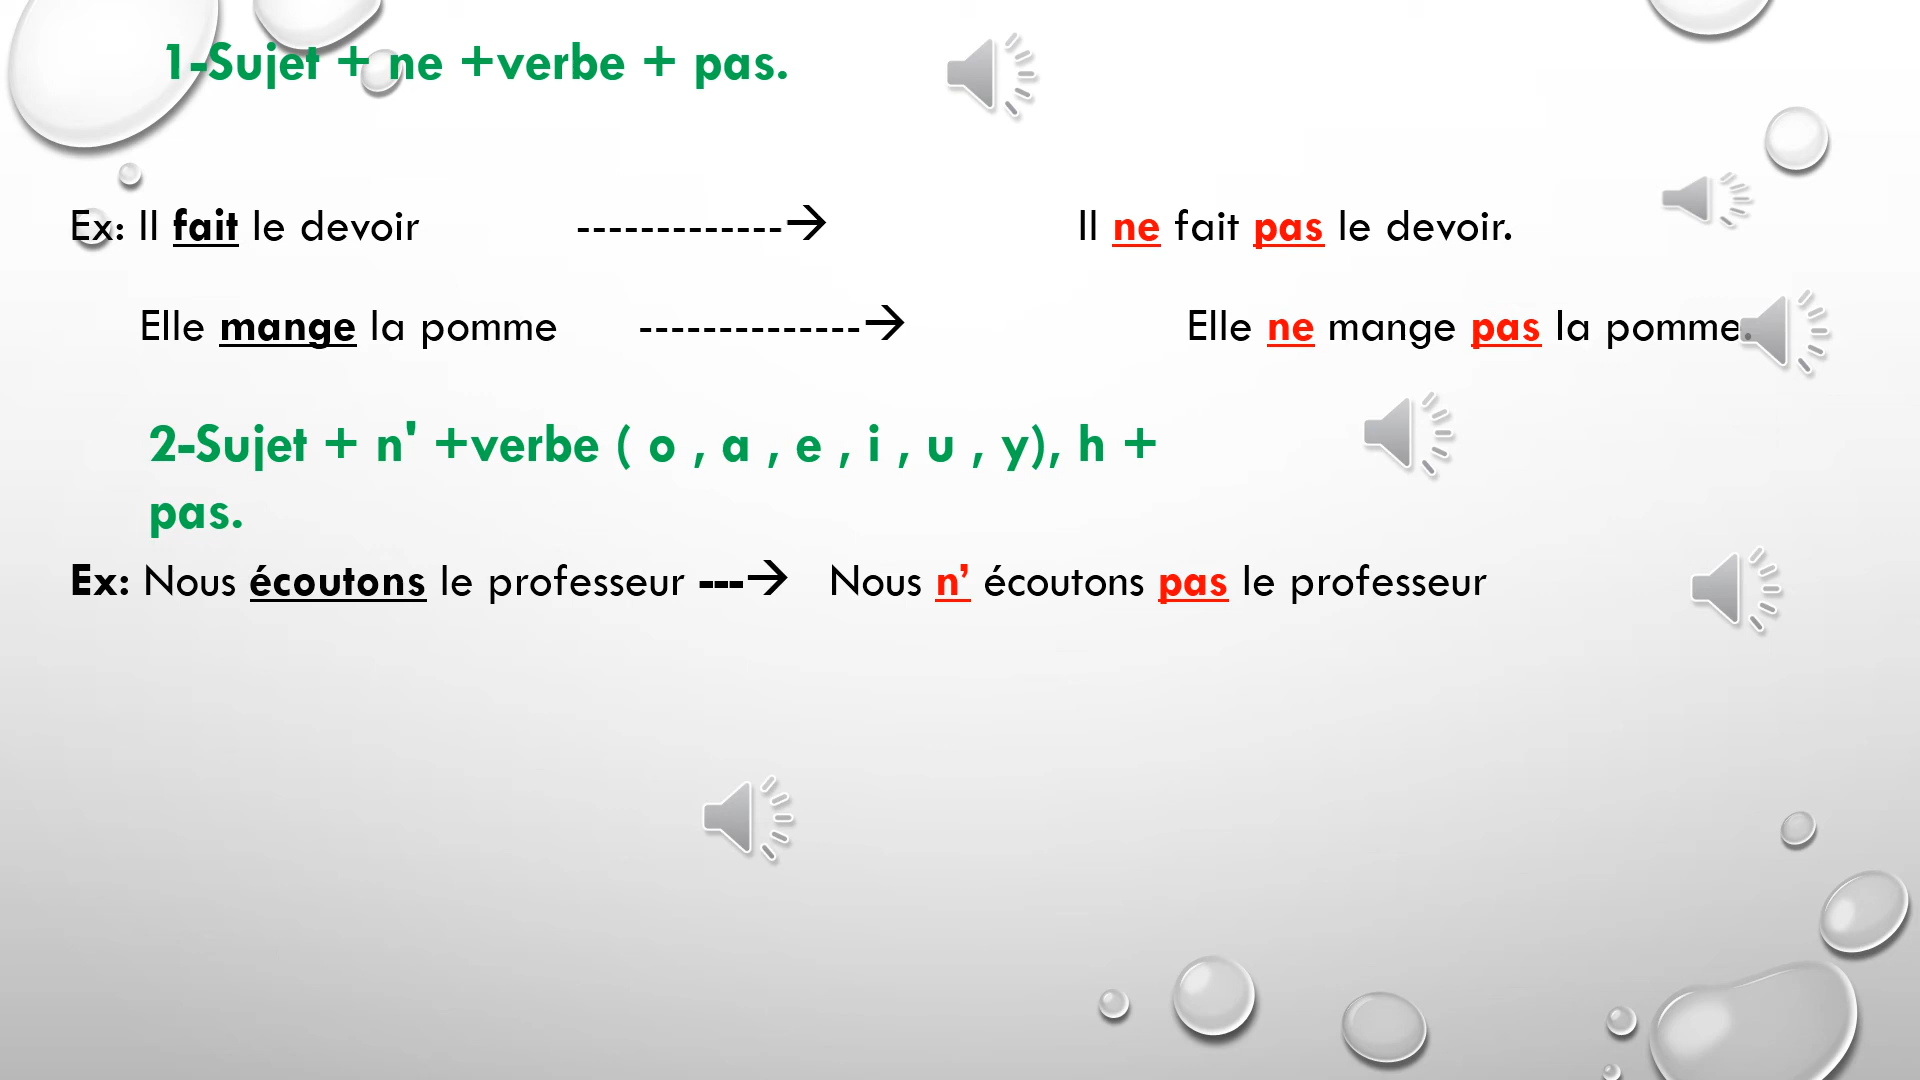 1-Sujet + ne +verbe + pas.
Ex: Il fait le devoir -------------→ Il ne fait pas le devoir.
Elle mange la pomme --------------→ Elle ne mange pas la pomme.
2-Sujet + n' +verbe ( o , a , e , i , u , y), h +
pas.
Ex: Nous écoutons le professeur ---→ Nous n’ écoutons pas le professeur